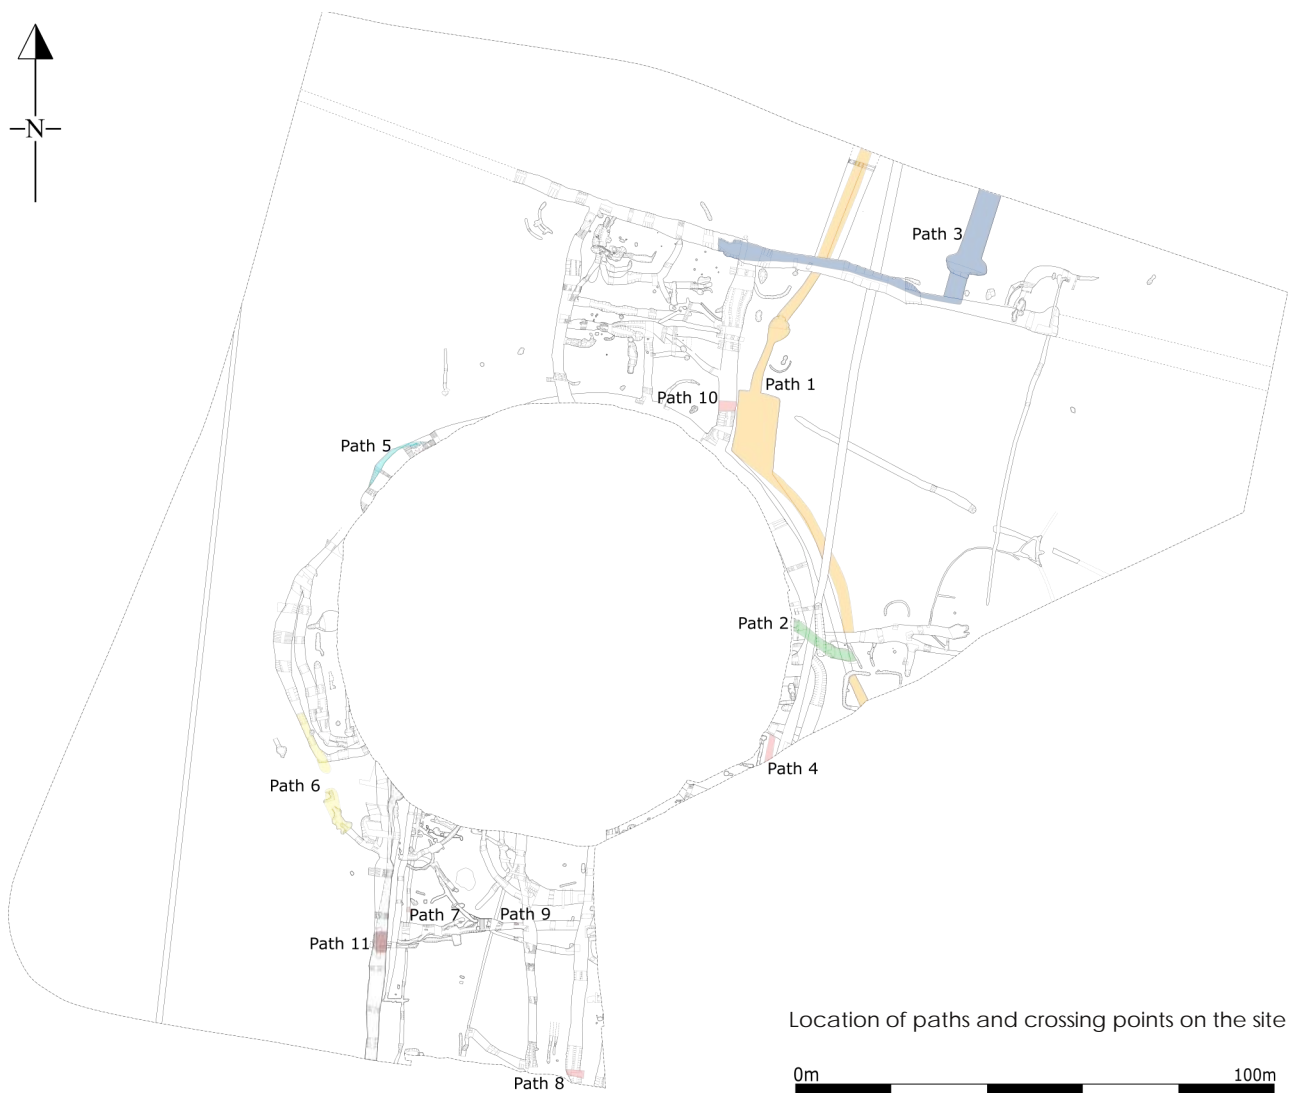 N
Path 3
Path 1
Path 10
Path 5
Path 2
Path 4
Path 6
Path 7
Path 9
Path 11
Location of paths and crossing points on the site
0m
100m
Path 8